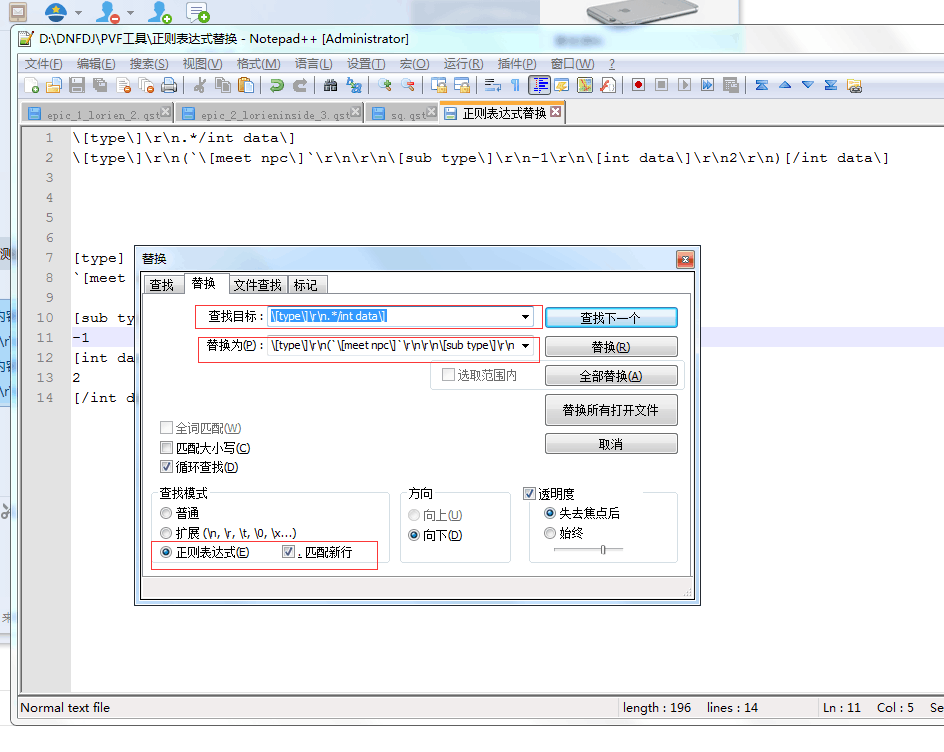 D:\DNFDJ\PVF工具\正则表达式替换 - Notepad++ [Administrator]
文件(F) 编辑(E) 搜索(S) 视图(V) 格式(M) 语言(L) 设置(T) 宏(O) 运行(R) 插件(P) 窗口(W) ?
epic_1_lorien_2.qst epic_2_lorieninside_3.qst sq.qst 正则表达式替换
1 \[type\]\r\n.*/int data\]
2 \[type\]\r\n(`\[meet npc\]`\r\n\r\n\[sub type\]\r\n-1\r\n\[int data\]\r\n2\r\n)[/int data\]
3
4
5
6
7 [type]
8 `[meet
9
10 [sub ty
11 -1
12 [int da
13 2
14 [/int d
替换
查找 替换 文件查找 标记
查找目标: \[type\]\r\n.*/int data\] 查找下一个
替换为(P): \[type\]\r\n(`\[meet npc\]`\r\n\r\n\[sub type\]\r\n 替换(R)
选取范围内 全部替换(A)
替换所有打开文件
全词匹配(W) 取消
匹配大小写(C)
循环查找(D)
查找模式 方向 透明度
普通 向上(U) 失去焦点后
扩展 (\n, \r, \t, \0, \x...) 向下(D) 始终
正则表达式(E) . 匹配新行
Normal text file length : 196 lines : 14 Ln : 11 Col : 5 Se